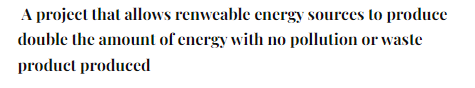 A project that allows renweable energy sources to produce
double the amount of energy with no pollution or waste
product produced